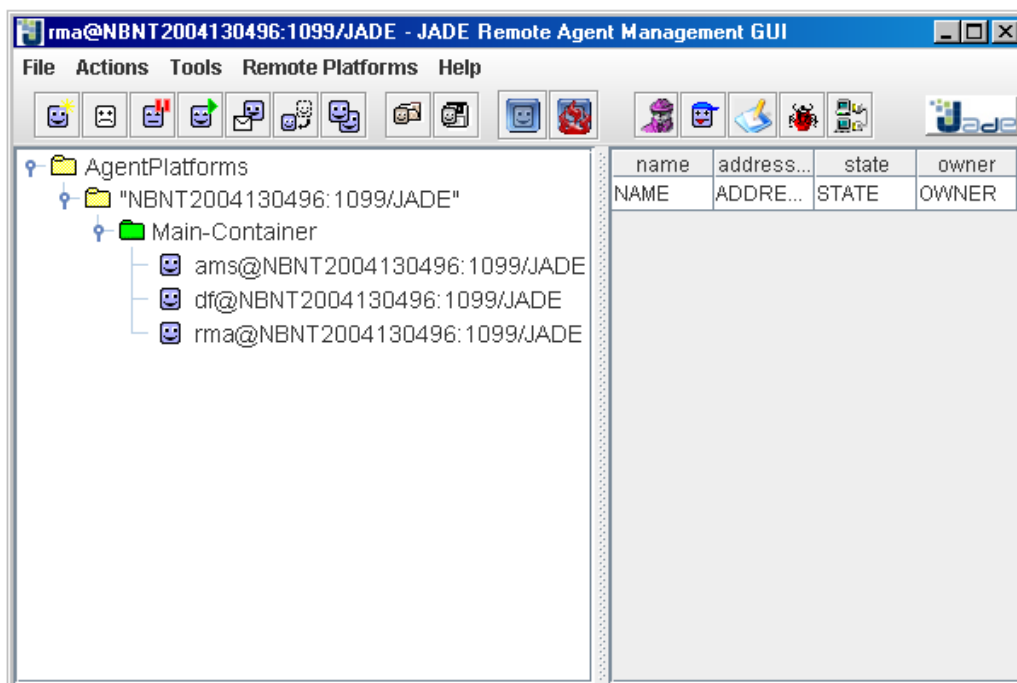 rma@NBNT2004130496:1099/JADE - JADE Remote Agent Management GUI
File Actions Tools Remote Platforms Help
Jade
AgentPlatforms
"NBNT2004130496:1099/JADE"
Main-Container
ams@NBNT2004130496:1099/JADE
df@NBNT2004130496:1099/JADE
rma@NBNT2004130496:1099/JADE
name address... state owner
NAME ADDRE... STATE OWNER